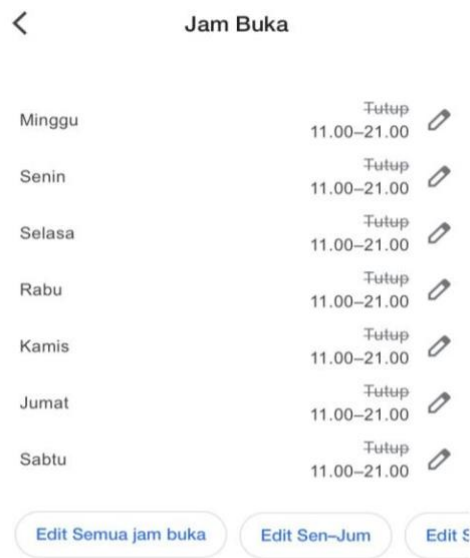 Jam Buka
Minggu
Tutup
11.00–21.00
Senin
Tutup
11.00–21.00
Selasa
Tutup
11.00–21.00
Rabu
Tutup
11.00–21.00
Kamis
Tutup
11.00–21.00
Jumat
Tutup
11.00–21.00
Sabtu
Tutup
11.00–21.00
Edit Semua jam buka
Edit Sen–Jum
Edit S